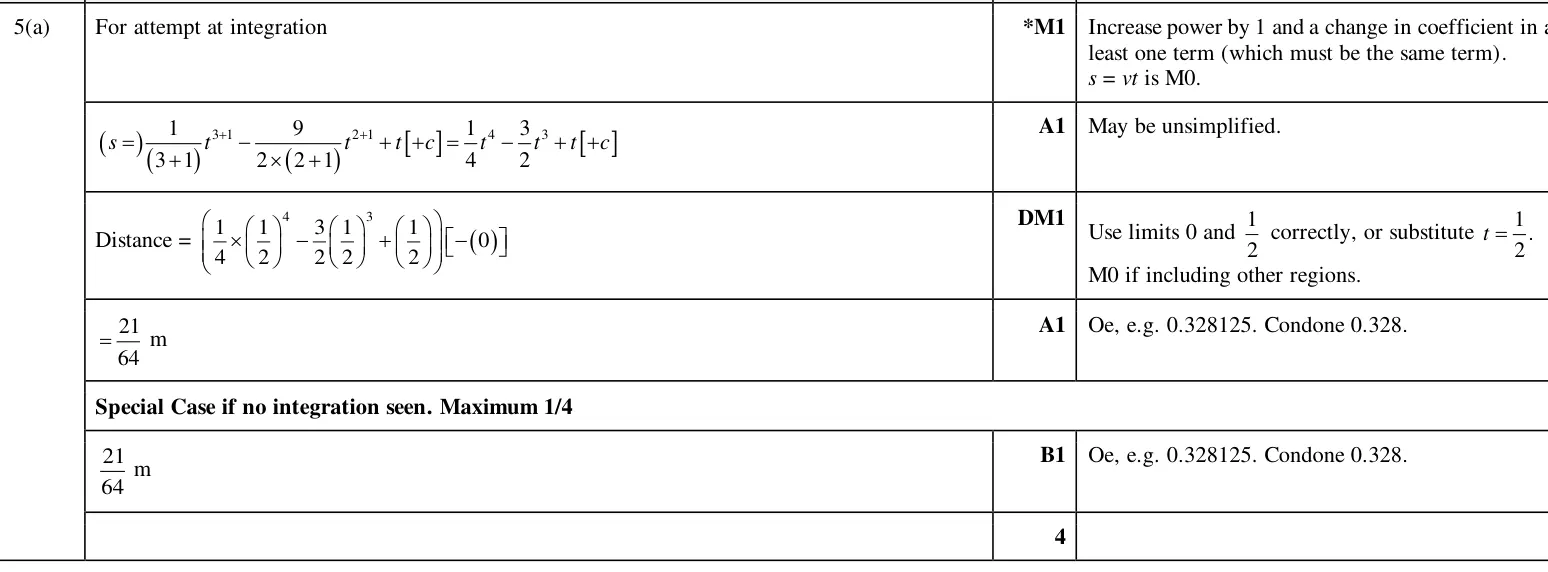 5(a) For attempt at integration *M1 Increase power by 1 and a change in coefficient in a
least one term (which must be the same term).
s = vt is M0.
(s =) 1/(3+1) t^(3+1) − 9/(2×(2+1)) t^(2+1) + t[+c] = 1/4 t^4 − 3/2 t^3 + t[+c] A1 May be unsimplified.
Distance = (1/4 × (1/2)^4 − 3/2 (1/2)^3 + (1/2))[−(0)] DM1 Use limits 0 and 1/2 correctly, or substitute t = 1/2.
M0 if including other regions.
= 21/64 m A1 Oe, e.g. 0.328125. Condone 0.328.
Special Case if no integration seen. Maximum 1/4
21/64 m B1 Oe, e.g. 0.328125. Condone 0.328.
4